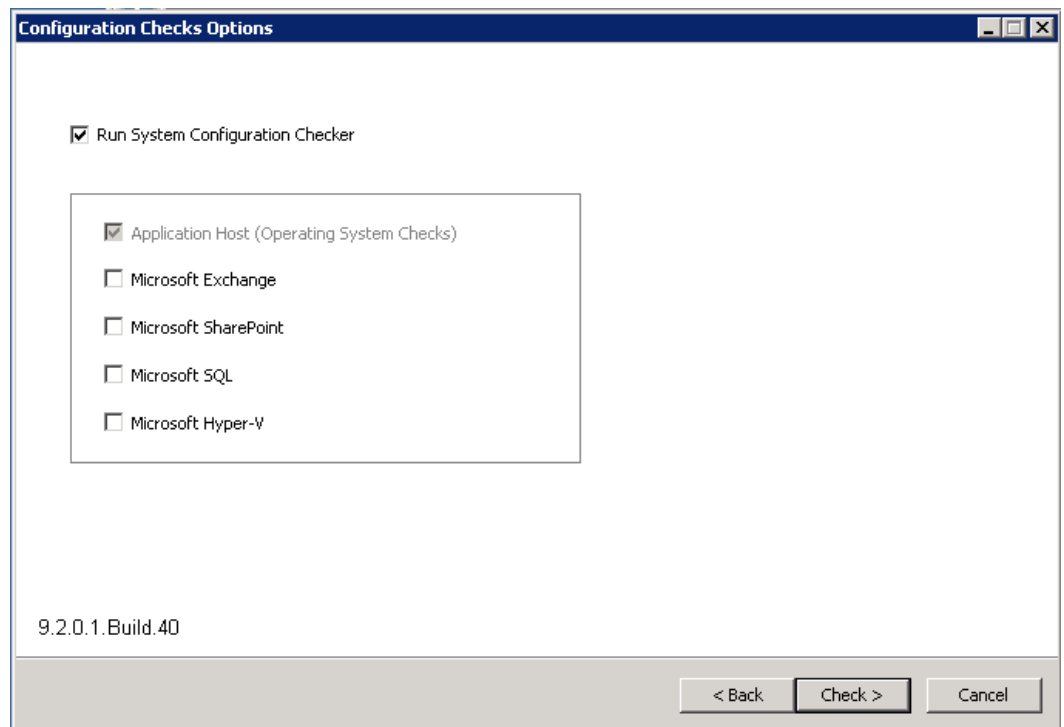 Configuration Checks Options
Run System Configuration Checker
Application Host (Operating System Checks)
Microsoft Exchange
Microsoft SharePoint
Microsoft SQL
Microsoft Hyper-V
9.2.0.1.Build.40
< Back Check > Cancel